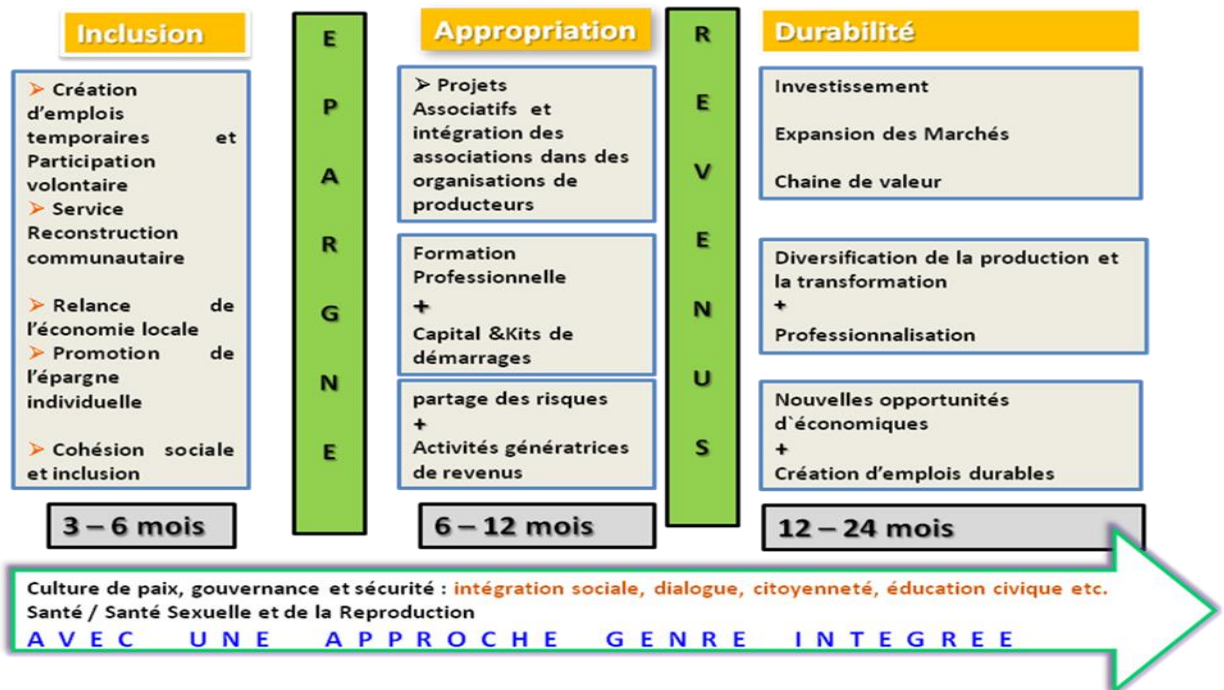 Inclusion
➢ Création
d'emplois
temporaires et
Participation
volontaire
➢ Service
Reconstruction
communautaire
➢ Relance de
l'économie locale
➢ Promotion de
l'épargne
individuelle
➢ Cohésion sociale
et inclusion
3 – 6 mois
E
P
A
R
G
N
E
Appropriation
➢ Projets
Associatifs et
intégration des
associations dans des
organisations de
producteurs
Formation
Professionnelle
+
Capital &Kits de
démarrages
partage des risques
+
Activités génératrices
de revenus
6 – 12 mois
R
E
V
E
N
U
S
Durabilité
Investissement
Expansion des Marchés
Chaine de valeur
Diversification de la production et
la transformation
+
Professionnalisation
Nouvelles opportunités
d`économiques
+
Création d'emplois durables
12 – 24 mois
Culture de paix, gouvernance et sécurité : intégration sociale, dialogue, citoyenneté, éducation civique etc.
Santé / Santé Sexuelle et de la Reproduction
AVEC UNE APPROCHE GENRE INTEGREE